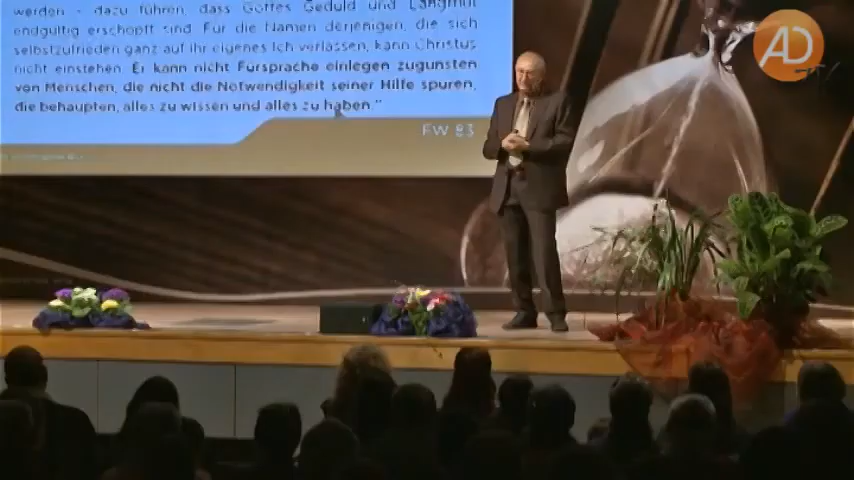 werden - dazu führen, dass Gottes Geduld und Langmut
endgültig erschöpft sind. Für die Namen derjenigen, die sich
selbstzufrieden ganz auf ihr eigenes Ich verlassen, kann Christus
nicht einstehen. Er kann nicht Fürsprache einlegen zugunsten
von Menschen, die nicht die Notwendigkeit seiner Hilfe spüren,
die behaupten, alles zu wissen und alles zu haben."
FW 83
AD
TV